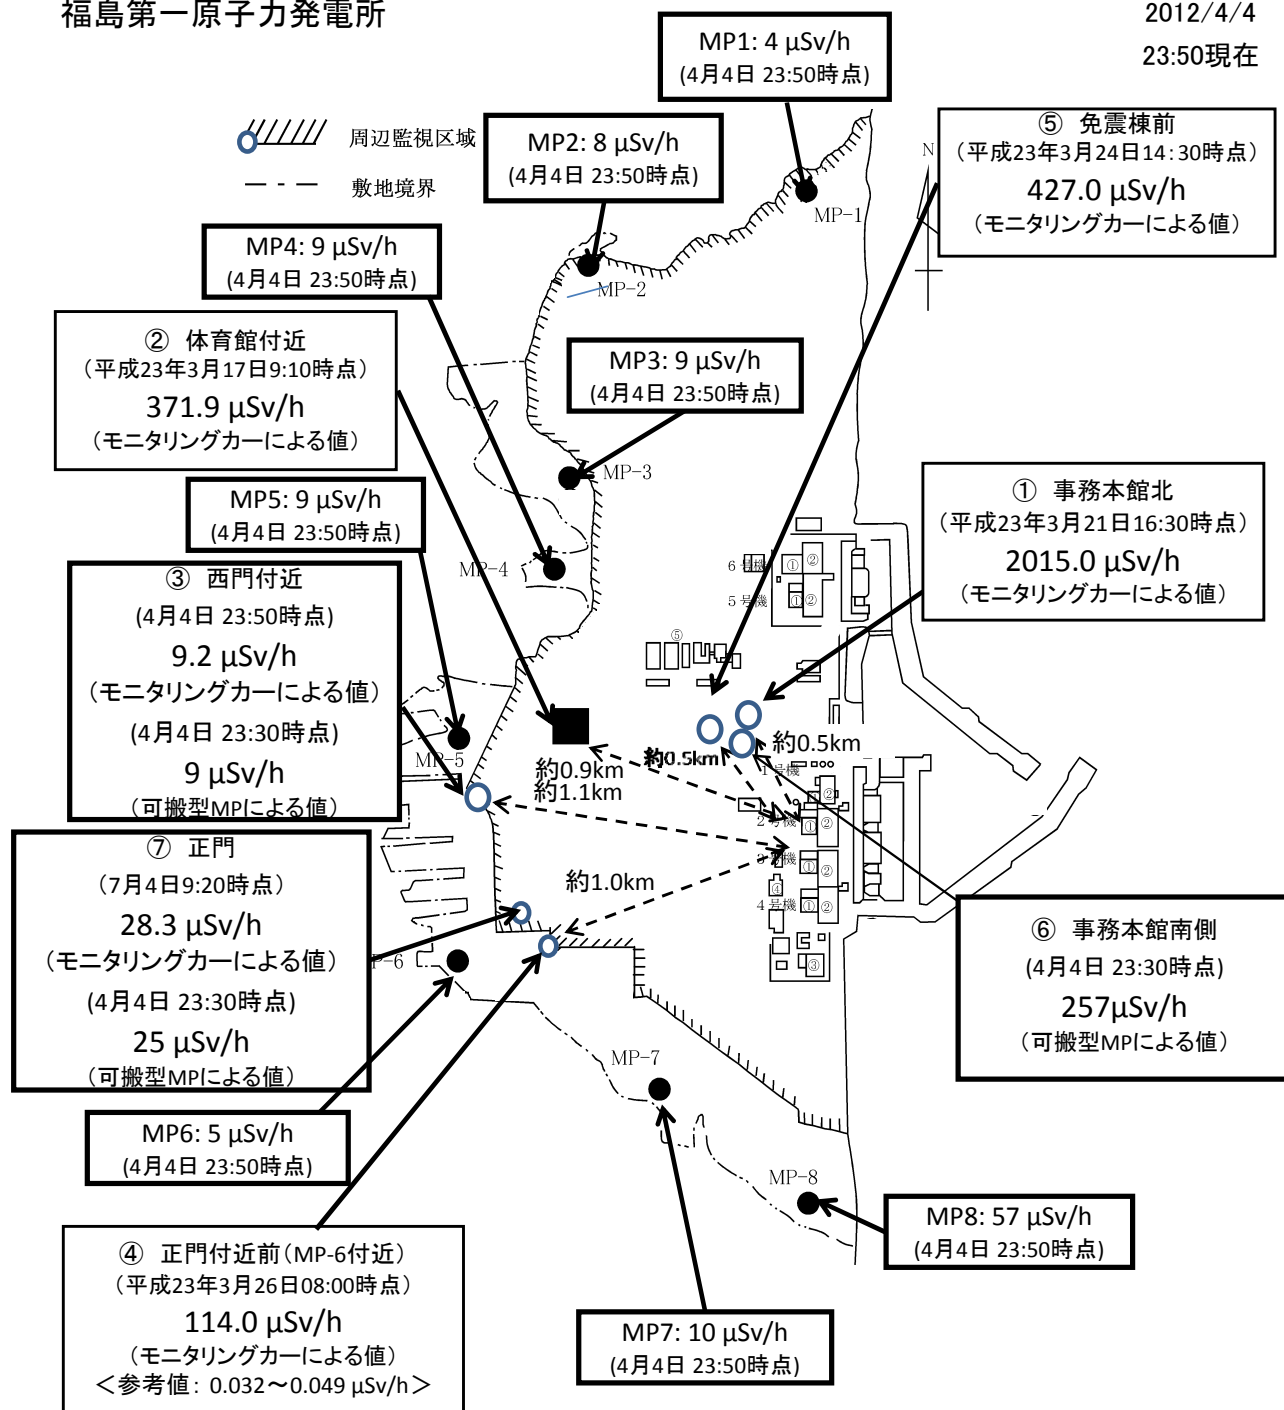 福島第一原子力発電所
2012/4/4
23:50現在
MP1: 4 μSv/h
(4月4日 23:50時点)
周辺監視区域
敷地境界
MP2: 8 μSv/h
(4月4日 23:50時点)
⑤ 免震棟前
(平成23年3月24日14:30時点)
427.0 μSv/h
(モニタリングカーによる値)
N
MP-1
MP4: 9 μSv/h
(4月4日 23:50時点)
MP-2
② 体育館付近
(平成23年3月17日9:10時点)
371.9 μSv/h
(モニタリングカーによる値)
MP3: 9 μSv/h
(4月4日 23:50時点)
MP-3
MP5: 9 μSv/h
(4月4日 23:50時点)
① 事務本館北
(平成23年3月21日16:30時点)
2015.0 μSv/h
(モニタリングカーによる値)
MP-4
6号機 ① ②
5号機 ① ②
⑤
③ 西門付近
(4月4日 23:50時点)
9.2 μSv/h
(モニタリングカーによる値)
(4月4日 23:30時点)
9 μSv/h
(可搬型MPによる値)
MP-5
約0.9km
約1.1km
約0.5km
約0.5km
1号機 ① ②
2号機 ① ②
3号機 ① ②
④
4号機 ① ②
③
約1.0km
⑦ 正門
(7月4日9:20時点)
28.3 μSv/h
(モニタリングカーによる値)
(4月4日 23:30時点)
25 μSv/h
(可搬型MPによる値)
P-6
⑥ 事務本館南側
(4月4日 23:30時点)
257μSv/h
(可搬型MPによる値)
MP-7
MP6: 5 μSv/h
(4月4日 23:50時点)
MP-8
MP8: 57 μSv/h
(4月4日 23:50時点)
④ 正門付近前(MP-6付近)
(平成23年3月26日08:00時点)
114.0 μSv/h
(モニタリングカーによる値)
<参考値: 0.032～0.049 μSv/h>
MP7: 10 μSv/h
(4月4日 23:50時点)